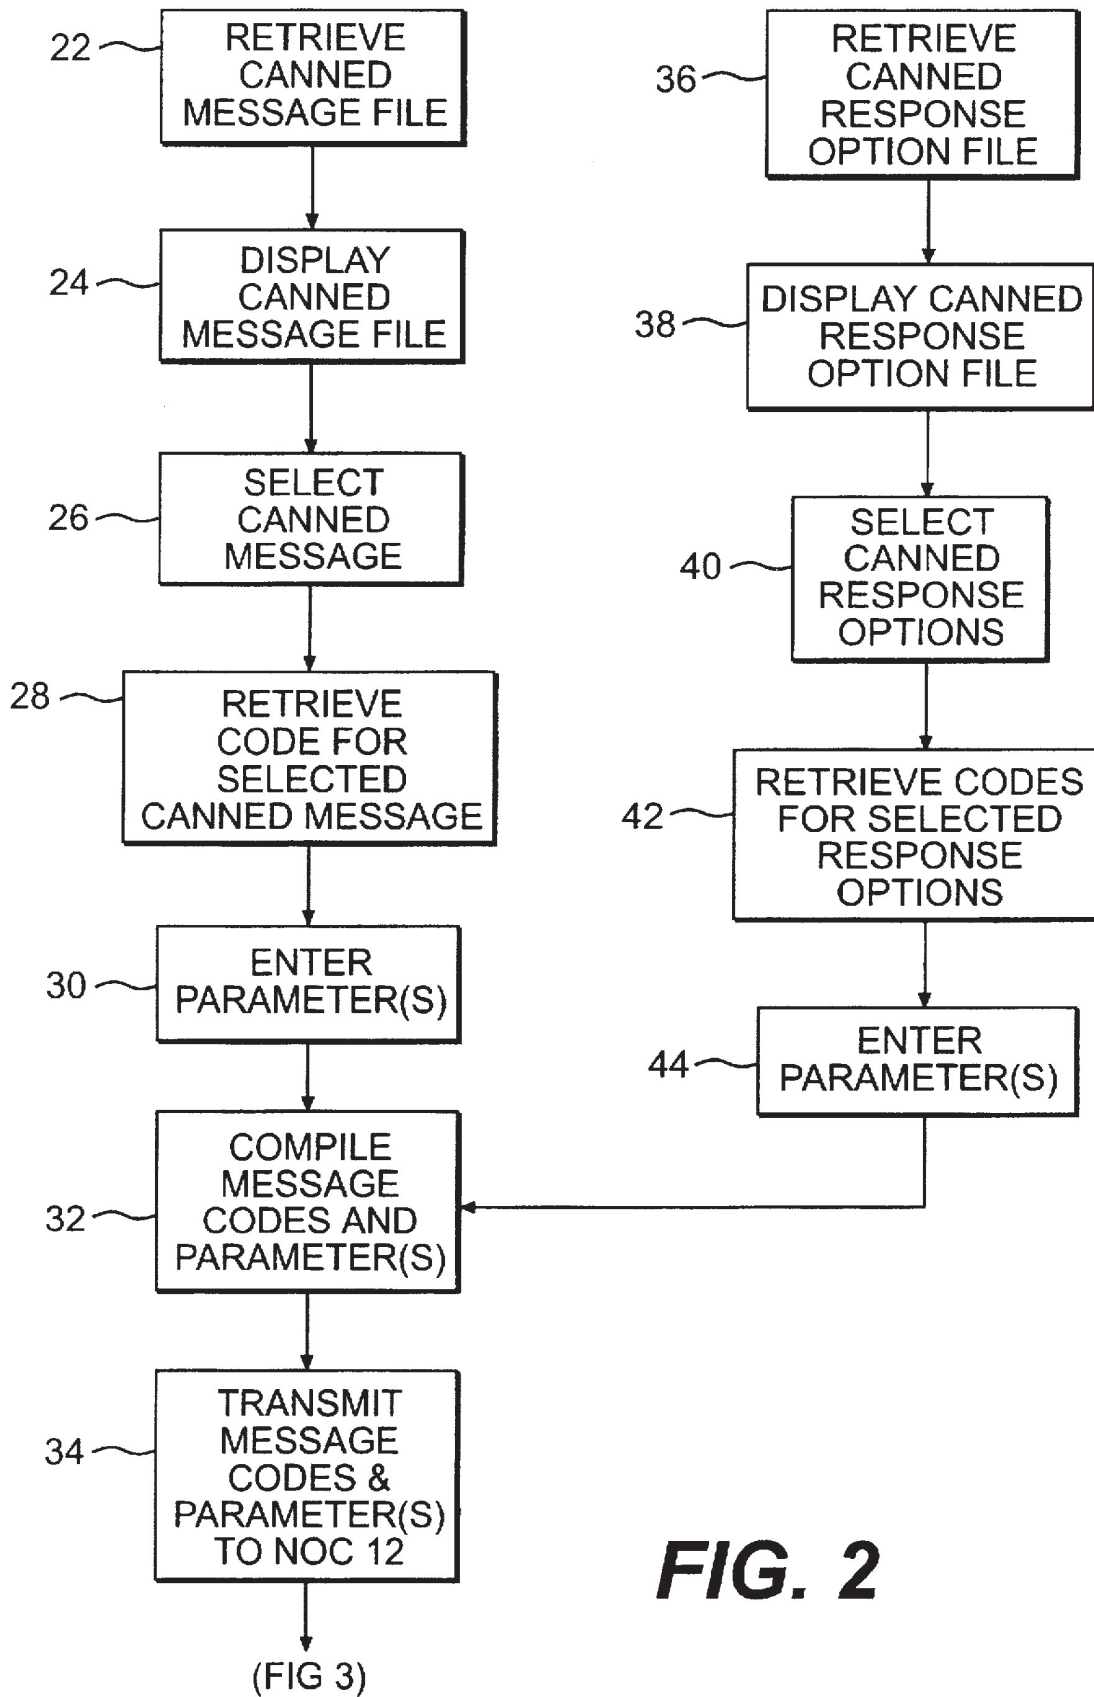 22
RETRIEVE
CANNED
MESSAGE FILE
24
DISPLAY
CANNED
MESSAGE FILE
26
SELECT
CANNED
MESSAGE
28
RETRIEVE
CODE FOR
SELECTED
CANNED MESSAGE
30
ENTER
PARAMETER(S)
32
COMPILE
MESSAGE
CODES AND
PARAMETER(S)
34
TRANSMIT
MESSAGE
CODES &
PARAMETER(S)
TO NOC 12
(FIG 3)
36
RETRIEVE
CANNED
RESPONSE
OPTION FILE
38
DISPLAY CANNED
RESPONSE
OPTION FILE
40
SELECT
CANNED
RESPONSE
OPTIONS
42
RETRIEVE CODES
FOR SELECTED
RESPONSE
OPTIONS
44
ENTER
PARAMETER(S)
FIG. 2